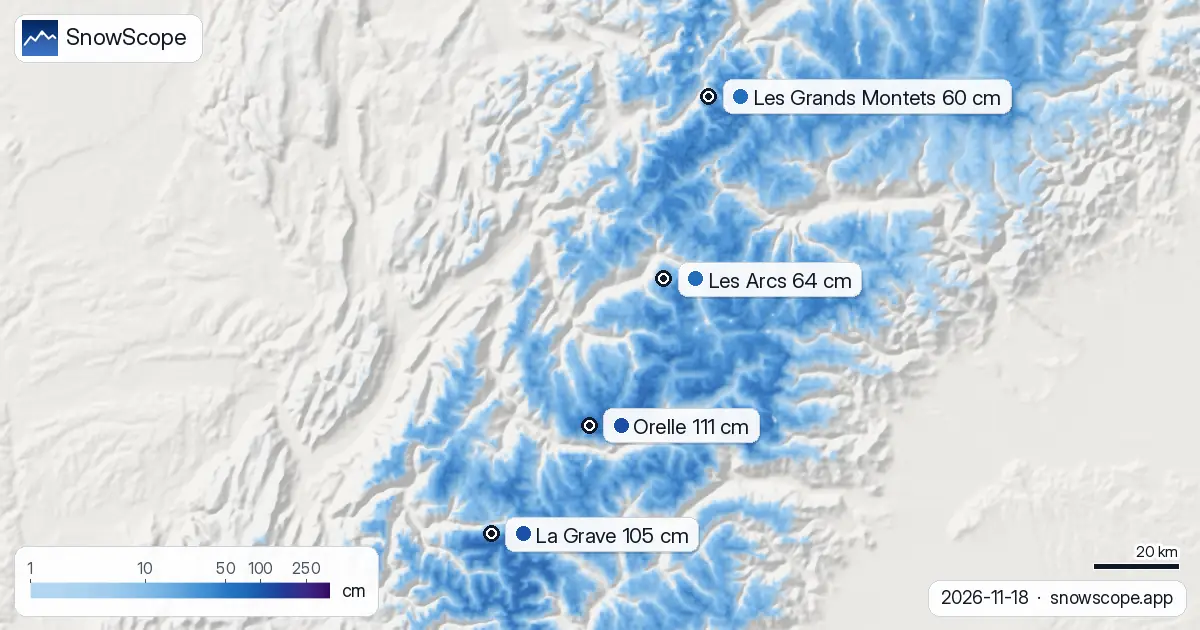 SnowScope
Les Grands Montets 60 cm
Les Arcs 64 cm
Orelle 111 cm
La Grave 105 cm
1 10 50 100 250
cm
20 km
2026-11-18 · snowscope.app